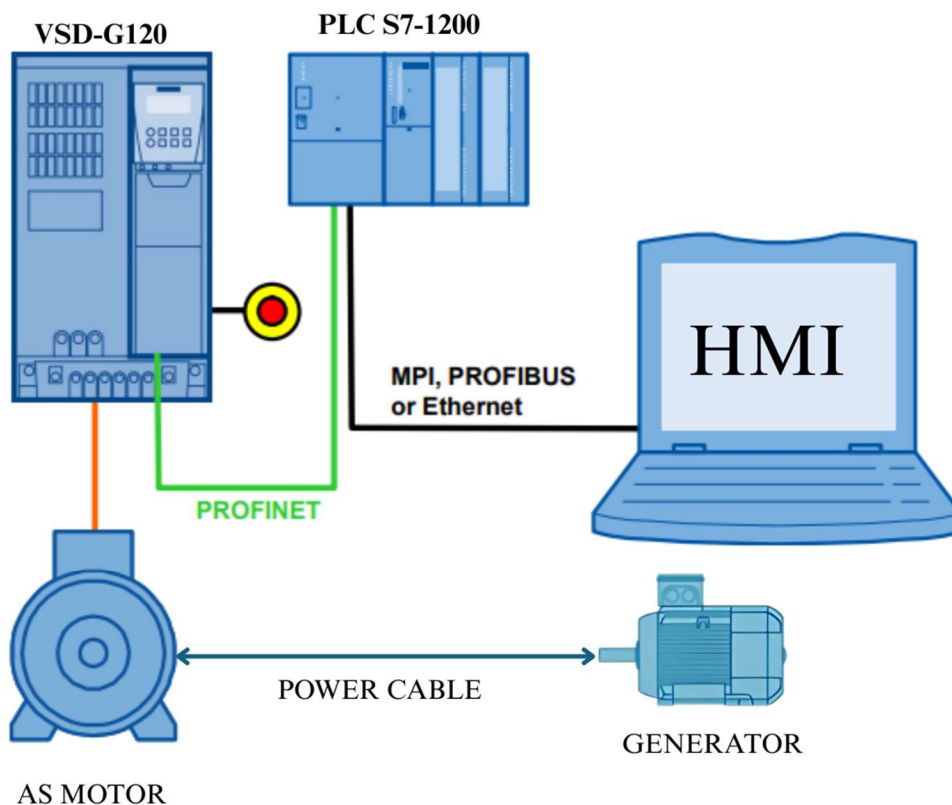 VSD-G120
PLC S7-1200
HMI
MPI, PROFIBUS
or Ethernet
PROFINET
POWER CABLE
GENERATOR
AS MOTOR